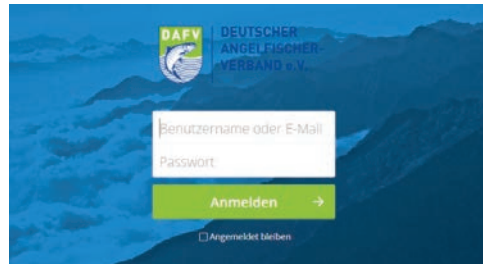 DAFV
DEUTSCHER
ANGELFISCHER-
VERBAND e.V.
Benutzername oder E-Mail
Passwort
Anmelden
Angemeldet bleiben